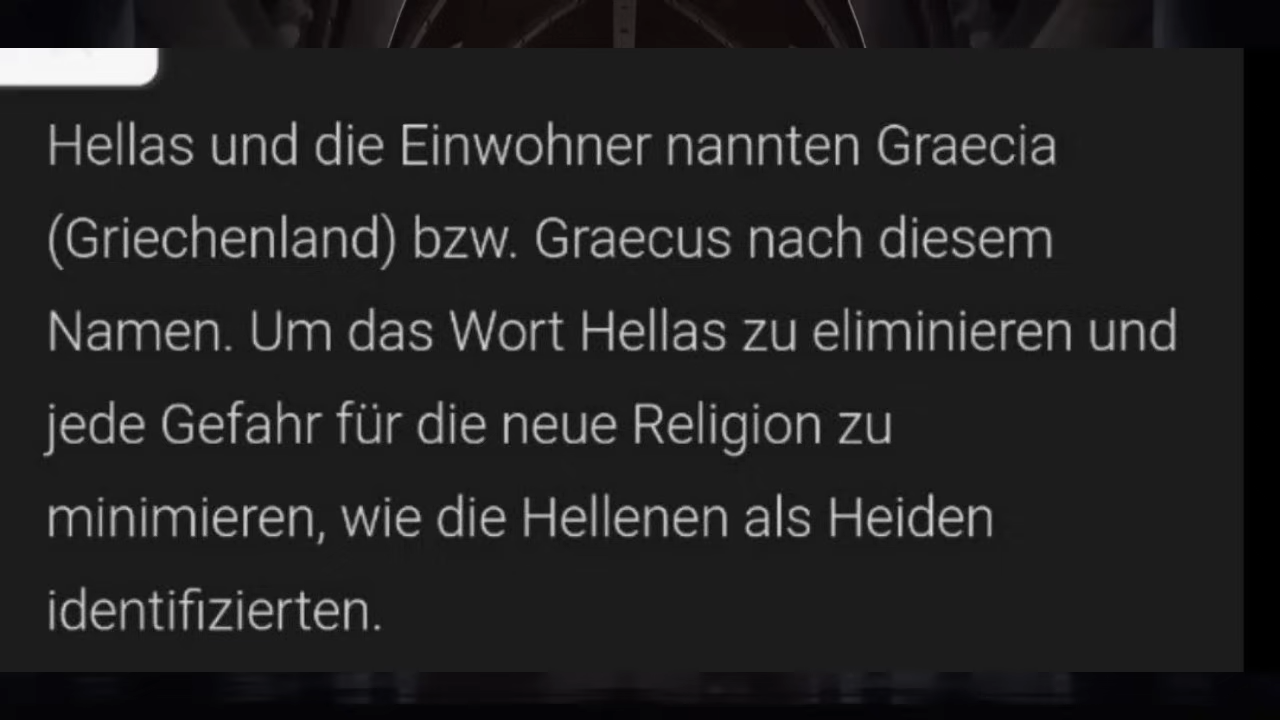 Hellas und die Einwohner nannten Graecia
(Griechenland) bzw. Graecus nach diesem
Namen. Um das Wort Hellas zu eliminieren und
jede Gefahr für die neue Religion zu
minimieren, wie die Hellenen als Heiden
identifizierten.